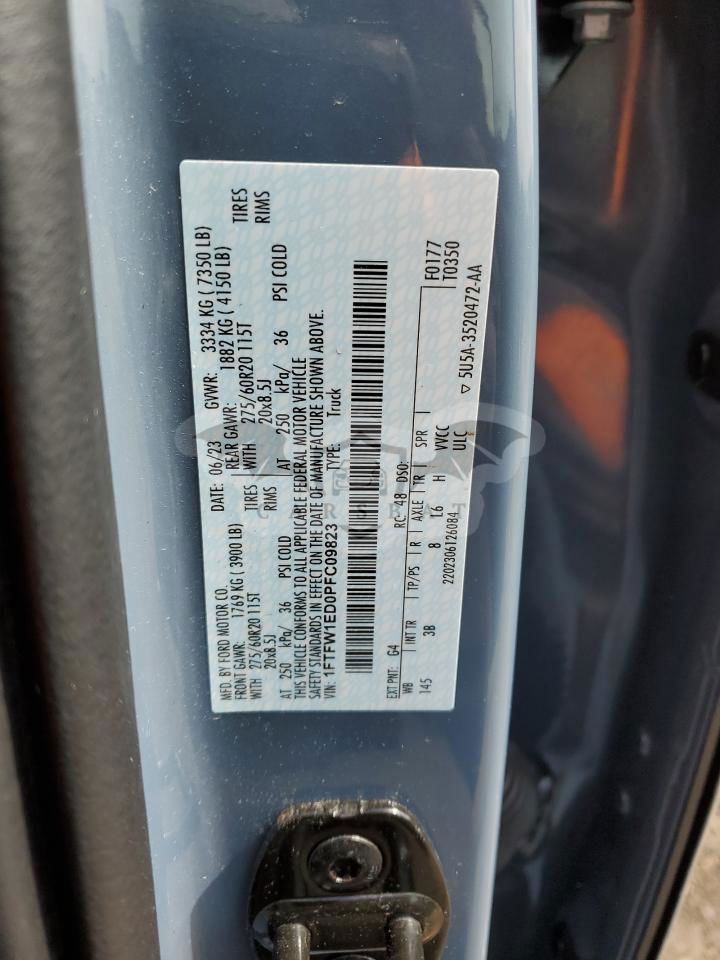 MFD. BY FORD MOTOR CO. DATE: 06/23 GVWR: 3334 KG ( 7350 LB)
FRONT GAWR: 1769 KG (3900 LB) REAR GAWR: 1882 KG ( 4150 LB)
WITH 275/60R20 115T TIRES WITH 275/60R20 115T TIRES
20x8.5J RIMS 20x8.5J RIMS
AT 250 kPa/ 36 PSI COLD AT 250 kPa/ 36 PSI COLD
THIS VEHICLE CONFORMS TO ALL APPLICABLE FEDERAL MOTOR VEHICLE
SAFETY STANDARDS IN EFFECT ON THE DATE OF MANUFACTURE SHOWN ABOVE.
VIN: 1FTFW1ED0PFC09823 TYPE: Truck
EXT PNT: G4 RC: 48 DSO: F0177
WB INT TR TP/PS R AXLE TR SPR T0350
145 3B 8 L6 H VVCC
2202306126084 ULC ▽ 5U5A-3520472-AA
CARSBAT